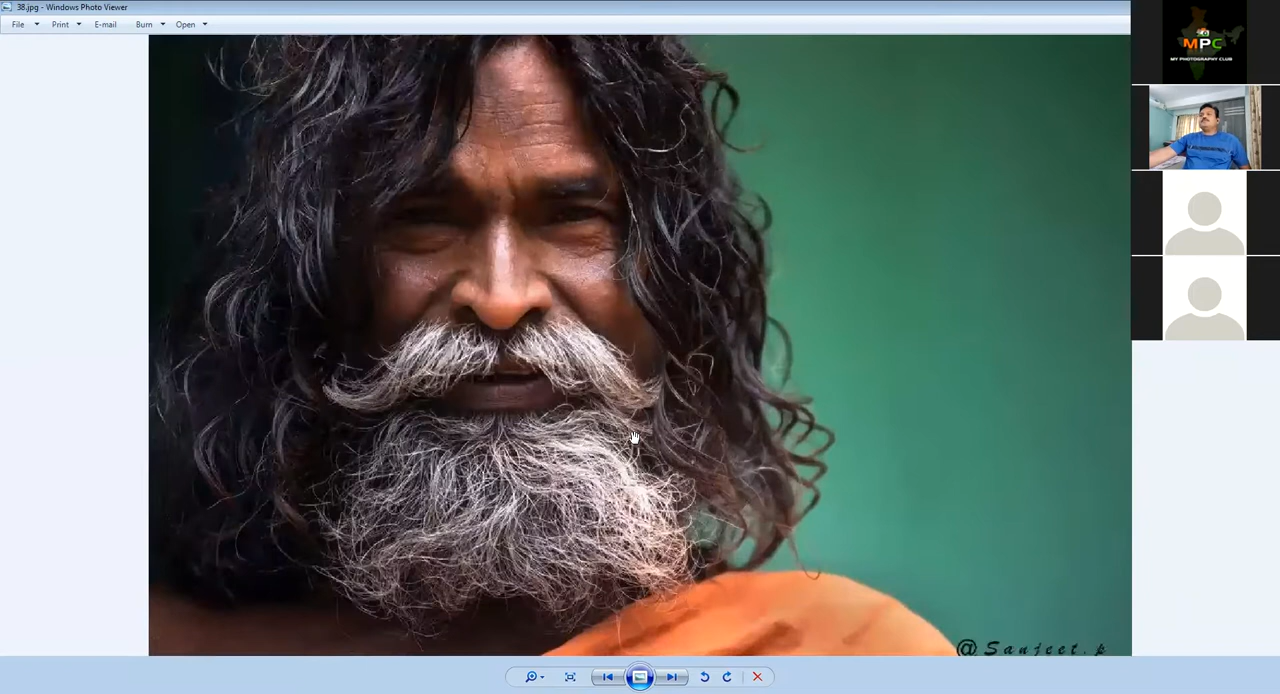 38.jpg - Windows Photo Viewer
File Print E-mail Burn Open
MPC
MY PHOTOGRAPHY CLUB
@Sanjeet.p